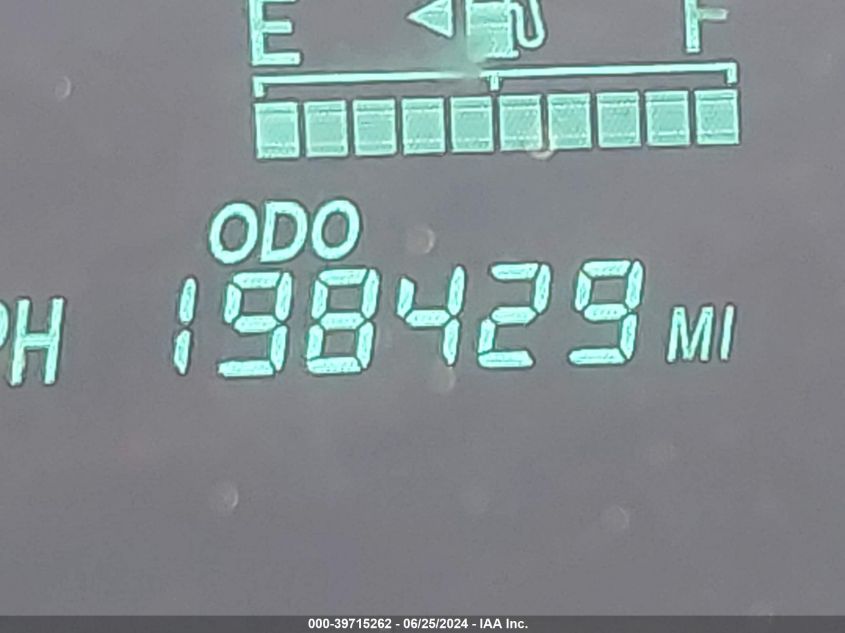 E F
ODO
PH 198429 MI
000-39715262 - 06/25/2024 - IAA Inc.